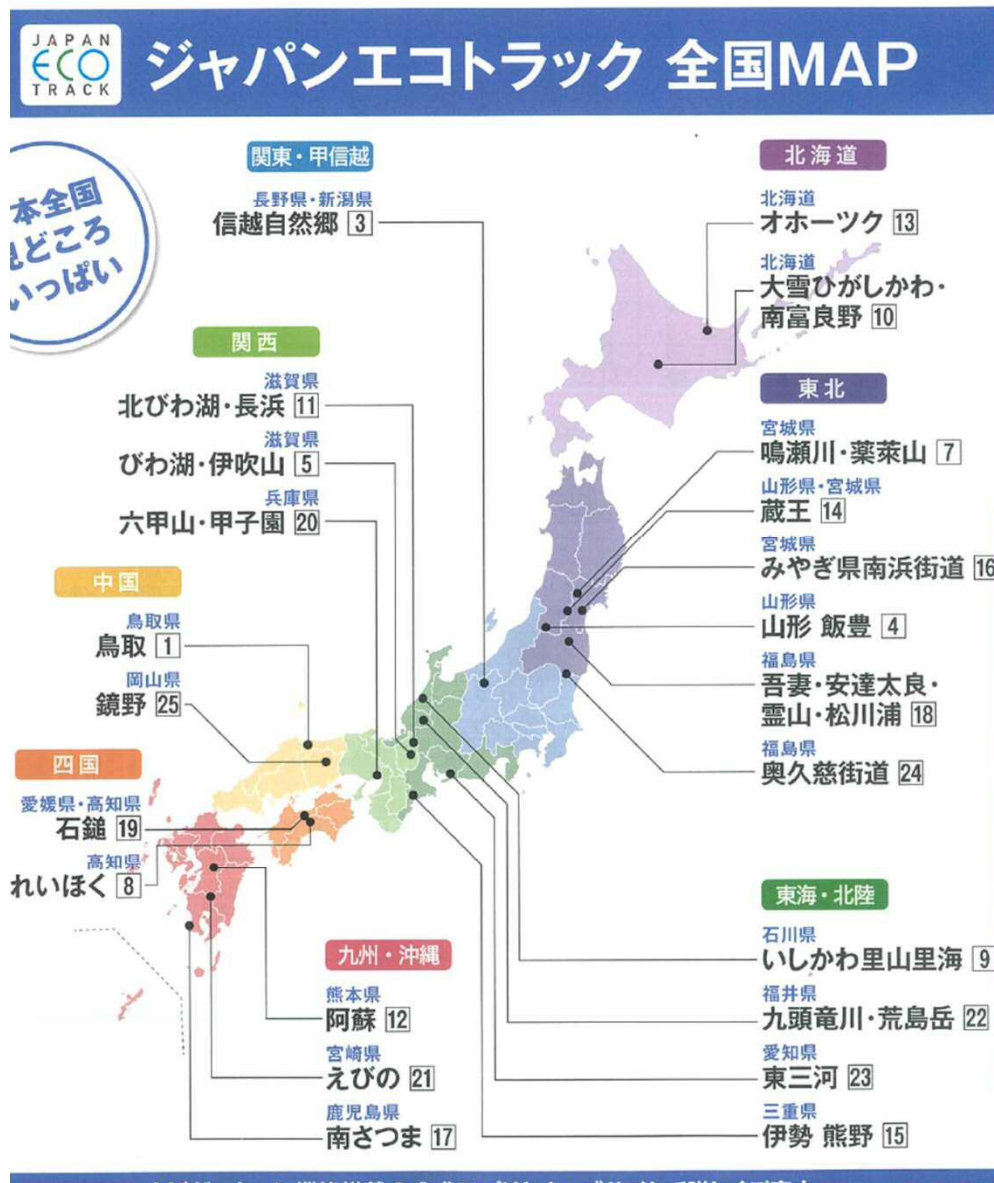 JAPAN
ECO
TRACK
ジャパンエコトラック 全国MAP
本全国
見どころ
いっぱい
関東・甲信越
長野県・新潟県
信越自然郷 3
関西
滋賀県
北びわ湖・長浜 11
滋賀県
びわ湖・伊吹山 5
兵庫県
六甲山・甲子園 20
中国
鳥取県
鳥取 1
岡山県
鏡野 25
四国
愛媛県・高知県
石鎚 19
高知県
れいほく 8
九州・沖縄
熊本県
阿蘇 12
宮崎県
えびの 21
鹿児島県
南さつま 17
北海道
北海道
オホーツク 13
北海道
大雪ひがしかわ・
南富良野 10
東北
宮城県
鳴瀬川・薬莱山 7
山形県・宮城県
蔵王 14
宮城県
みやぎ県南浜街道 16
山形県
山形 飯豊 4
福島県
吾妻・安達太良・
霊山・松川浦 18
福島県
奥久慈街道 24
東海・北陸
石川県
いしかわ里山里海 9
福井県
九頭竜川・荒島岳 22
愛知県
東三河 23
三重県
伊勢 熊野 15